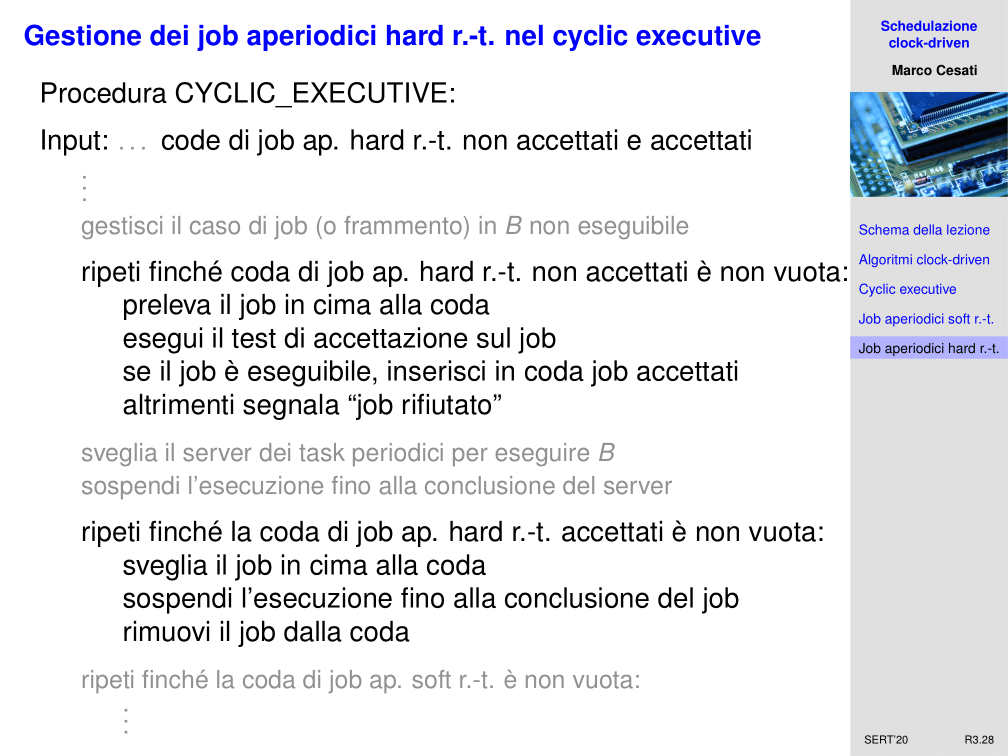 Gestione dei job aperiodici hard r.-t. nel cyclic executive
Procedura CYCLIC_EXECUTIVE:
Input: ... code di job ap. hard r.-t. non accettati e accettati
⋮
gestisci il caso di job (o frammento) in B non eseguibile
ripeti finché coda di job ap. hard r.-t. non accettati è non vuota:
preleva il job in cima alla coda
esegui il test di accettazione sul job
se il job è eseguibile, inserisci in coda job accettati
altrimenti segnala “job rifiutato”
sveglia il server dei task periodici per eseguire B
sospendi l’esecuzione fino alla conclusione del server
ripeti finché la coda di job ap. hard r.-t. accettati è non vuota:
sveglia il job in cima alla coda
sospendi l’esecuzione fino alla conclusione del job
rimuovi il job dalla coda
ripeti finché la coda di job ap. soft r.-t. è non vuota:
⋮
Schedulazione
clock-driven
Marco Cesati
R47 R46
Schema della lezione
Algoritmi clock-driven
Cyclic executive
Job aperiodici soft r.-t.
Job aperiodici hard r.-t.
SERT’20 R3.28